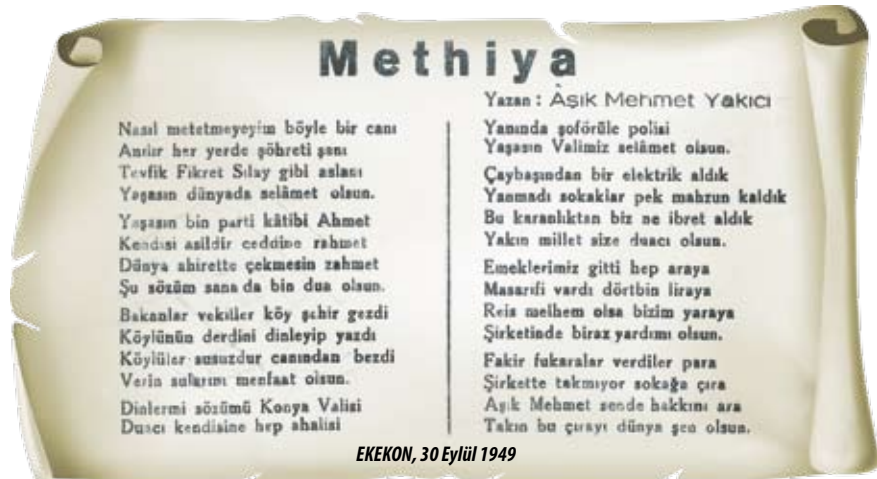 Methiya
Yazan : Aşık Mehmet Yakıcı
Nasıl metetmeyeyim böyle bir canı
Anılır her yerde şöhreti şanı
Tevfik Fikret Sılay gibi aslanı
Yaşasın dünyada selâmet olsun.
Yaşasın bin parti kâtibi Ahmet
Kendisi asildir ceddine rahmet
Dünya ahirette çekmesin zahmet
Şu sözüm sana da bin dua olsun.
Bakanlar vekiller köy şehir gezdi
Köylünün derdini dinleyip yazdı
Köylüler susuzdur canından bezdi
Verin sularını menfaat olsun.
Dinlermi sözümü Konya Valisi
Duacı kendisine hep ahalisi
Yanında şoförüle polisi
Yaşasın Valimiz selâmet olsun.
Çaybaşından bir elektrik aldık
Yanmadı sokaklar pek mahzun kaldık
Bu karanlıktan biz ne ibret aldık
Yakın millet size duacı olsun.
Emeklerimiz gitti hep araya
Masarifi vardı dörtbin liraya
Reis melhem olsa bizim yaraya
Şirketinde biraz yardımı olsun.
Fakir fukaralar verdiler para
Şirkette takmıyor sokağa çıra
Aşık Mehmet sende hakkını ara
Takın bu çırayı dünya şen olsun.
EKEKON, 30 Eylül 1949